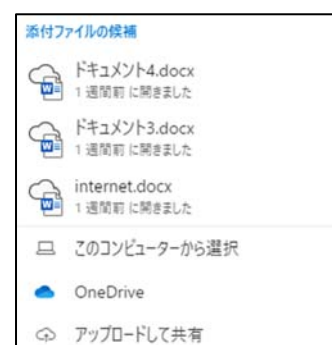 添付ファイルの候補
ドキュメント4.docx
1 週間前 に開きました
ドキュメント3.docx
1 週間前 に開きました
internet.docx
1 週間前 に開きました
このコンピューターから選択
OneDrive
アップロードして共有